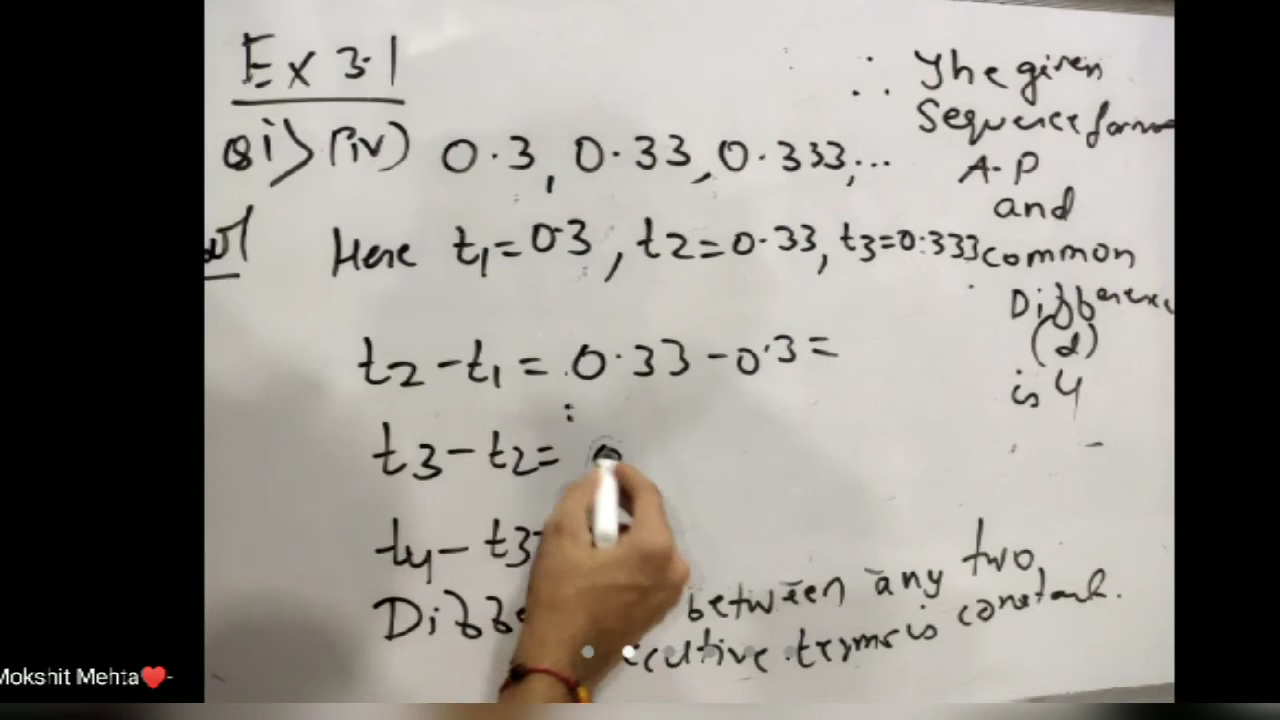 Ex 3.1
Q1) (iv) 0.3, 0.33, 0.333,...
Here t1=0.3, t2=0.33, t3=0.333
t2-t1= 0.33-0.3=
t3-t2= 0
t4-t3
between any two
terms is constant.
∴ The given
Sequence forms
A.P
and
common
Difference
(d)
is 4
Mokshit Mehta❤️-